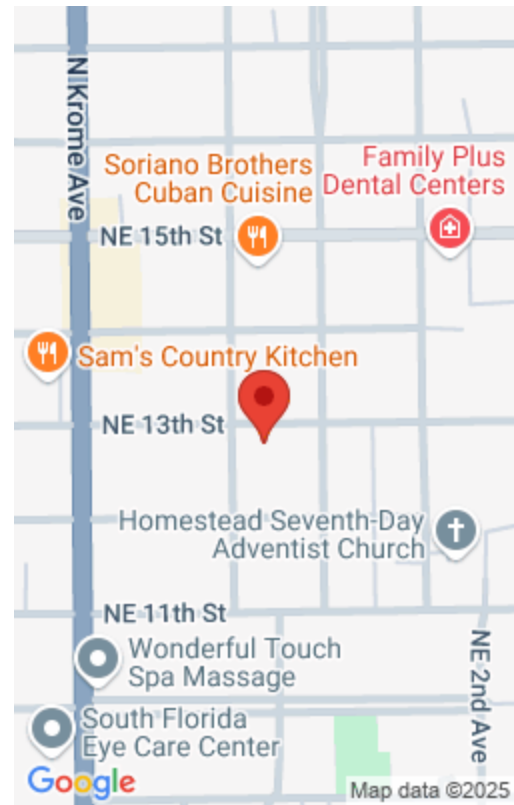 N Krome Ave
Soriano Brothers
Cuban Cuisine
Family Plus
Dental Centers
NE 15th St
Sam's Country Kitchen
NE 13th St
Homestead Seventh-Day
Adventist Church
NE 11th St
Wonderful Touch
Spa Massage
NE 2nd Ave
South Florida
Eye Care Center
Google
Map data ©2025